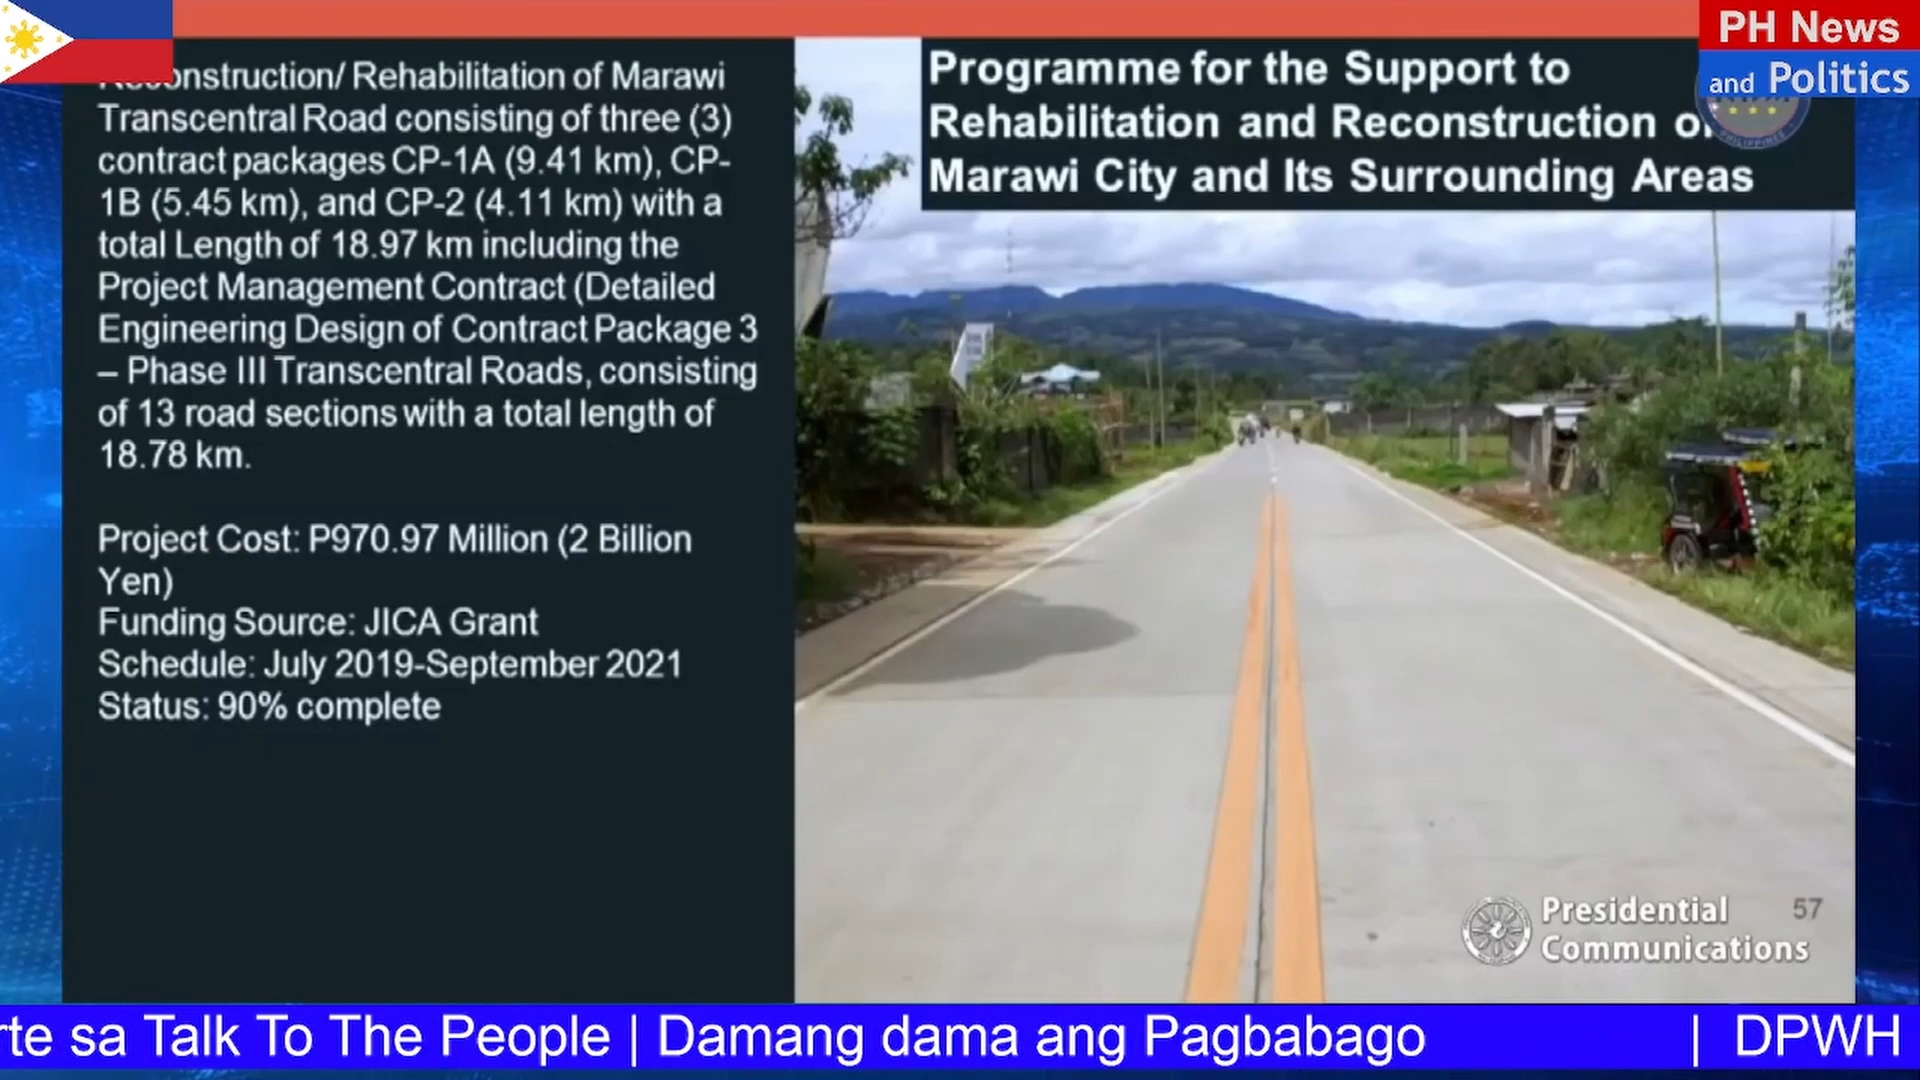 PH News
and Politics
Programme for the Support to
Rehabilitation and Reconstruction of
Marawi City and Its Surrounding Areas
Reconstruction/ Rehabilitation of Marawi
Transcentral Road consisting of three (3)
contract packages CP-1A (9.41 km), CP-
1B (5.45 km), and CP-2 (4.11 km) with a
total Length of 18.97 km including the
Project Management Contract (Detailed
Engineering Design of Contract Package 3
– Phase III Transcentral Roads, consisting
of 13 road sections with a total length of
18.78 km.
Project Cost: P970.97 Million (2 Billion
Yen)
Funding Source: JICA Grant
Schedule: July 2019-September 2021
Status: 90% complete
PHILIPPINES
Presidential
Communications
57
rte sa Talk To The People | Damang dama ang Pagbabago | DPWH